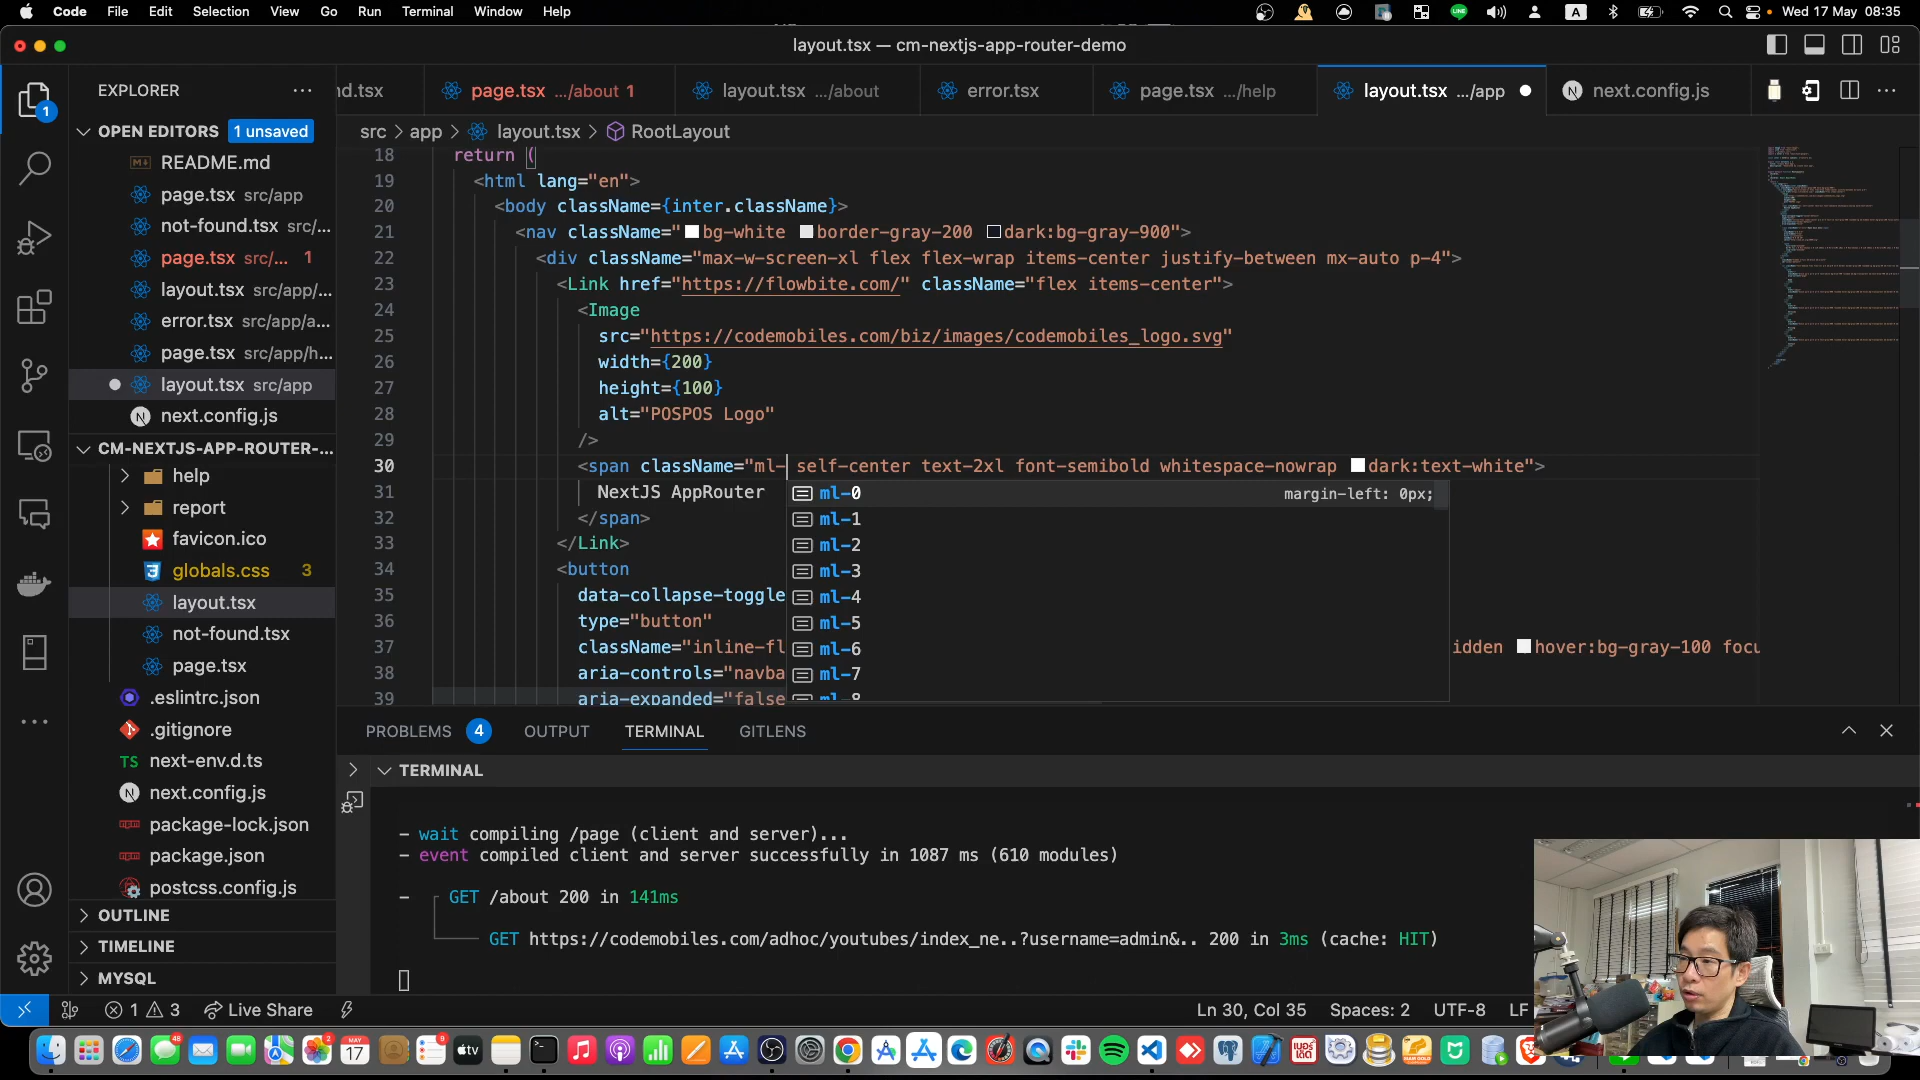 Code File Edit Selection View Go Run Terminal Window Help
A Wed 17 May 08:35
layout.tsx — cm-nextjs-app-router-demo
EXPLORER
nd.tsx page.tsx .../about 1 layout.tsx .../about error.tsx page.tsx .../help layout.tsx .../app next.config.js
1
OPEN EDITORS 1 unsaved
src > app > layout.tsx > RootLayout
README.md
page.tsx src/app
not-found.tsx src/...
page.tsx src/... 1
layout.tsx src/app/...
error.tsx src/app/a...
page.tsx src/app/h...
layout.tsx src/app
next.config.js
CM-NEXTJS-APP-ROUTER-...
help
report
favicon.ico
globals.css 3
layout.tsx
not-found.tsx
page.tsx
.eslintrc.json
.gitignore
TS next-env.d.ts
next.config.js
package-lock.json
package.json
postcss.config.js
OUTLINE
TIMELINE
MYSQL
18 return (
19 <html lang="en">
20 <body className={inter.className}>
21 <nav className="bg-white border-gray-200 dark:bg-gray-900">
22 <div className="max-w-screen-xl flex flex-wrap items-center justify-between mx-auto p-4">
23 <Link href="https://flowbite.com/" className="flex items-center">
24 <Image
25 src="https://codemobiles.com/biz/images/codemobiles_logo.svg"
26 width={200}
27 height={100}
28 alt="POSPOS Logo"
29 />
30 <span className="ml- self-center text-2xl font-semibold whitespace-nowrap dark:text-white">
31 NextJS AppRouter
32 </span>
33 </Link>
34 <button
35 data-collapse-toggle
36 type="button"
37 className="inline-fl idden hover:bg-gray-100 focu
38 aria-controls="navba
39 aria-expanded="false
ml-0 margin-left: 0px;
ml-1
ml-2
ml-3
ml-4
ml-5
ml-6
ml-7
ml-8
PROBLEMS 4 OUTPUT TERMINAL GITLENS
TERMINAL
- wait compiling /page (client and server)...
- event compiled client and server successfully in 1087 ms (610 modules)
- GET /about 200 in 141ms
GET https://codemobiles.com/adhoc/youtubes/index_ne..?username=admin&.. 200 in 3ms (cache: HIT)
1 3 Live Share Ln 30, Col 35 Spaces: 2 UTF-8 LF